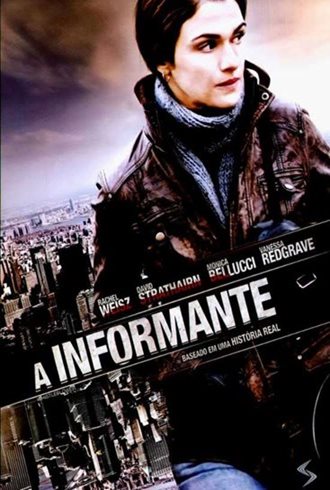 RACHEL WEISZ DAVID STRATHAIRN MONICA BELLUCCI VANESSA REDGRAVE
A INFORMANTE
BASEADO EM UMA HISTÓRIA REAL